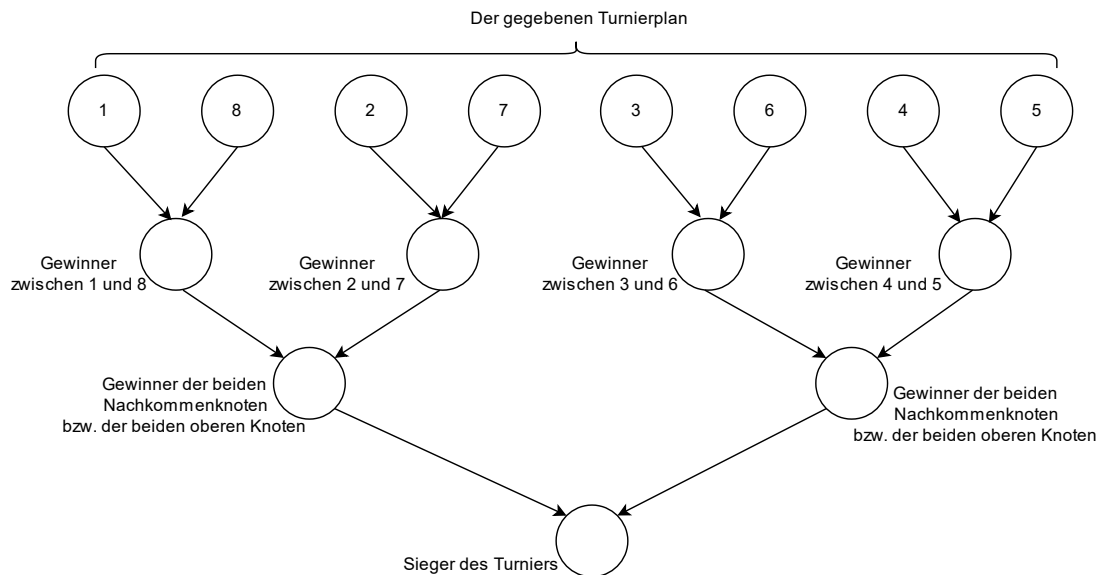 Der gegebenen Turnierplan
1
8
2
7
3
6
4
5
Gewinner
zwischen 1 und 8
Gewinner
zwischen 2 und 7
Gewinner
zwischen 3 und 6
Gewinner
zwischen 4 und 5
Gewinner der beiden
Nachkommenknoten
bzw. der beiden oberen Knoten
Gewinner der beiden
Nachkommenknoten
bzw. der beiden oberen Knoten
Sieger des Turniers